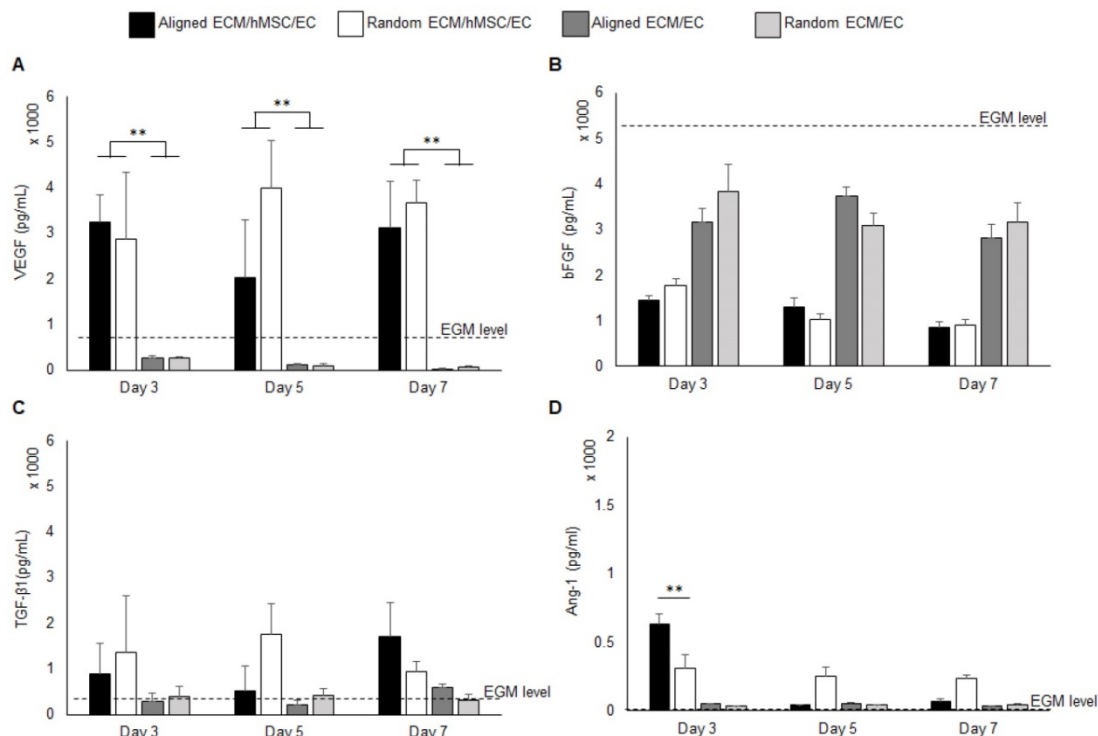 Aligned ECM/hMSC/EC Random ECM/hMSC/EC Aligned ECM/EC Random ECM/EC
A
x 1000
VEGF (pg/mL)
6
5
4
3
2
1
0
**
**
**
EGM level
Day 3 Day 5 Day 7
B
x 1000
bFGF (pg/mL)
6
5
4
3
2
1
0
EGM level
Day 3 Day 5 Day 7
C
x 1000
TGF-β1(pg/mL)
6
5
4
3
2
1
0
EGM level
Day 3 Day 5 Day 7
D
x 1000
Ang-1 (pg/ml)
2
1.5
1
0.5
0
**
EGM level
Day 3 Day 5 Day 7